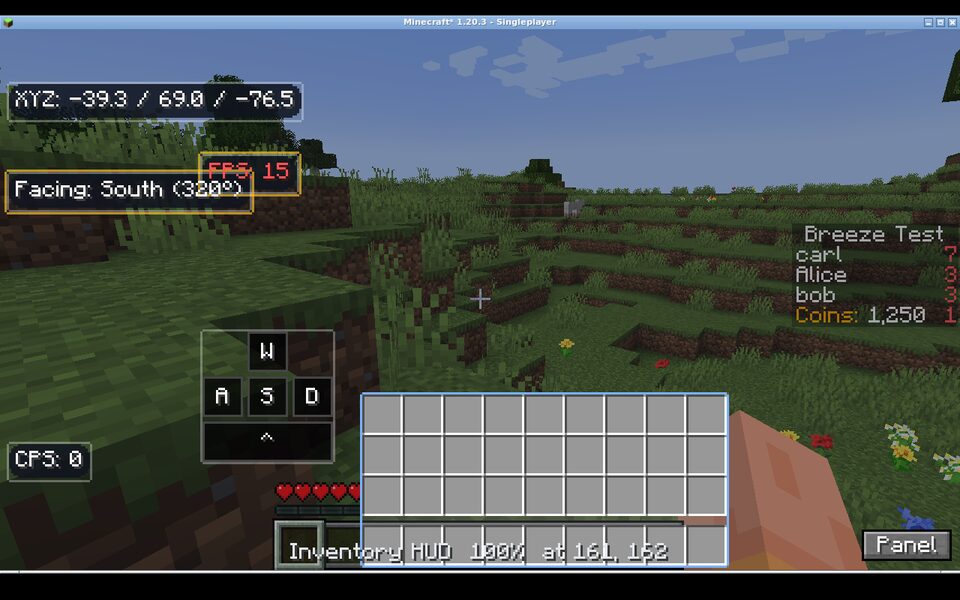 Minecraft* 1.20.3 - Singleplayer
XYZ: -39.3 / 69.0 / -76.5
FPS: 15
Facing: South (320º)
Breeze Test
carl 7
Alice 3
bob 3
Coins: 1,250 1
W
A S D
^
CPS: 0
Inventory HUD 100% at 161, 162
Panel